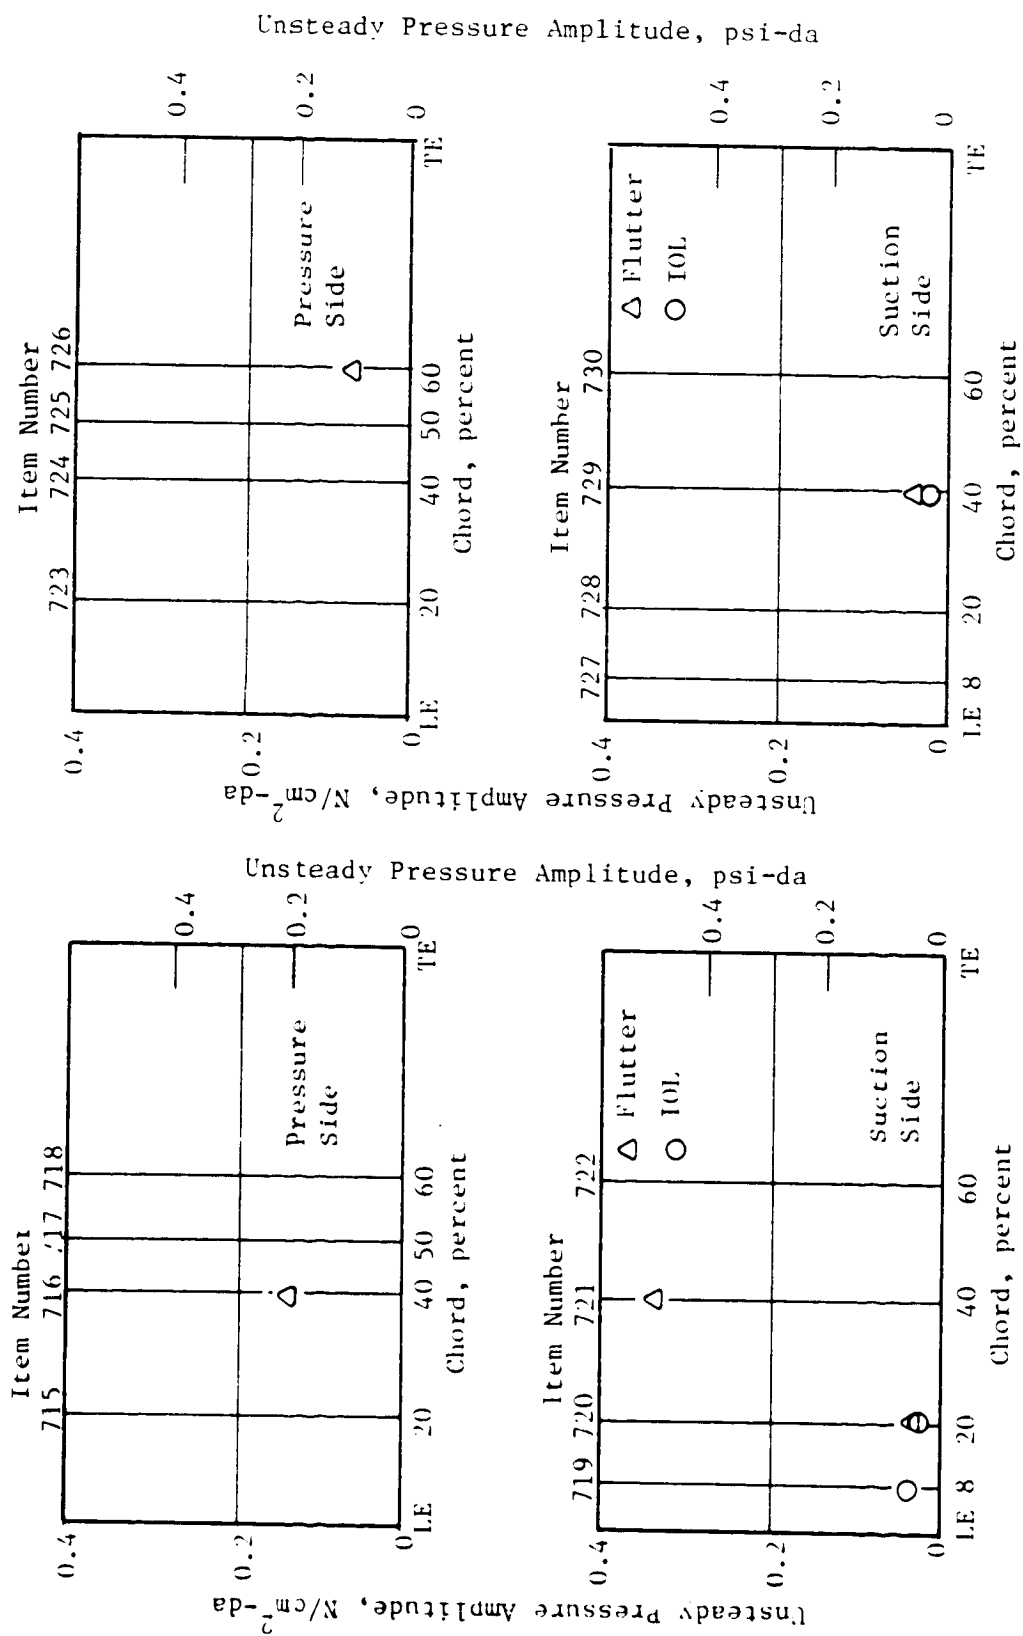 Item Number
715 716 717 718
0.4
0.2
0
Unsteady Pressure Amplitude, N/cm²-da
Pressure
Side
0.4
0.2
0
Unsteady Pressure Amplitude, psi-da
LE 20 40 50 60 TE
Chord, percent
Item Number
719 720 721 722
0.4
0.2
0
Flutter
IOL
Suction
Side
0.4
0.2
0
LE 8 20 40 60 TE
Chord, percent
Item Number
723 724 725 726
0.4
0.2
0
Unsteady Pressure Amplitude, N/cm²-da
Pressure
Side
0.4
0.2
0
Unsteady Pressure Amplitude, psi-da
LE 20 40 50 60 TE
Chord, percent
Item Number
727 728 729 730
0.4
0.2
0
Flutter
IOL
Suction
Side
0.4
0.2
0
LE 8 20 40 60 TE
Chord, percent